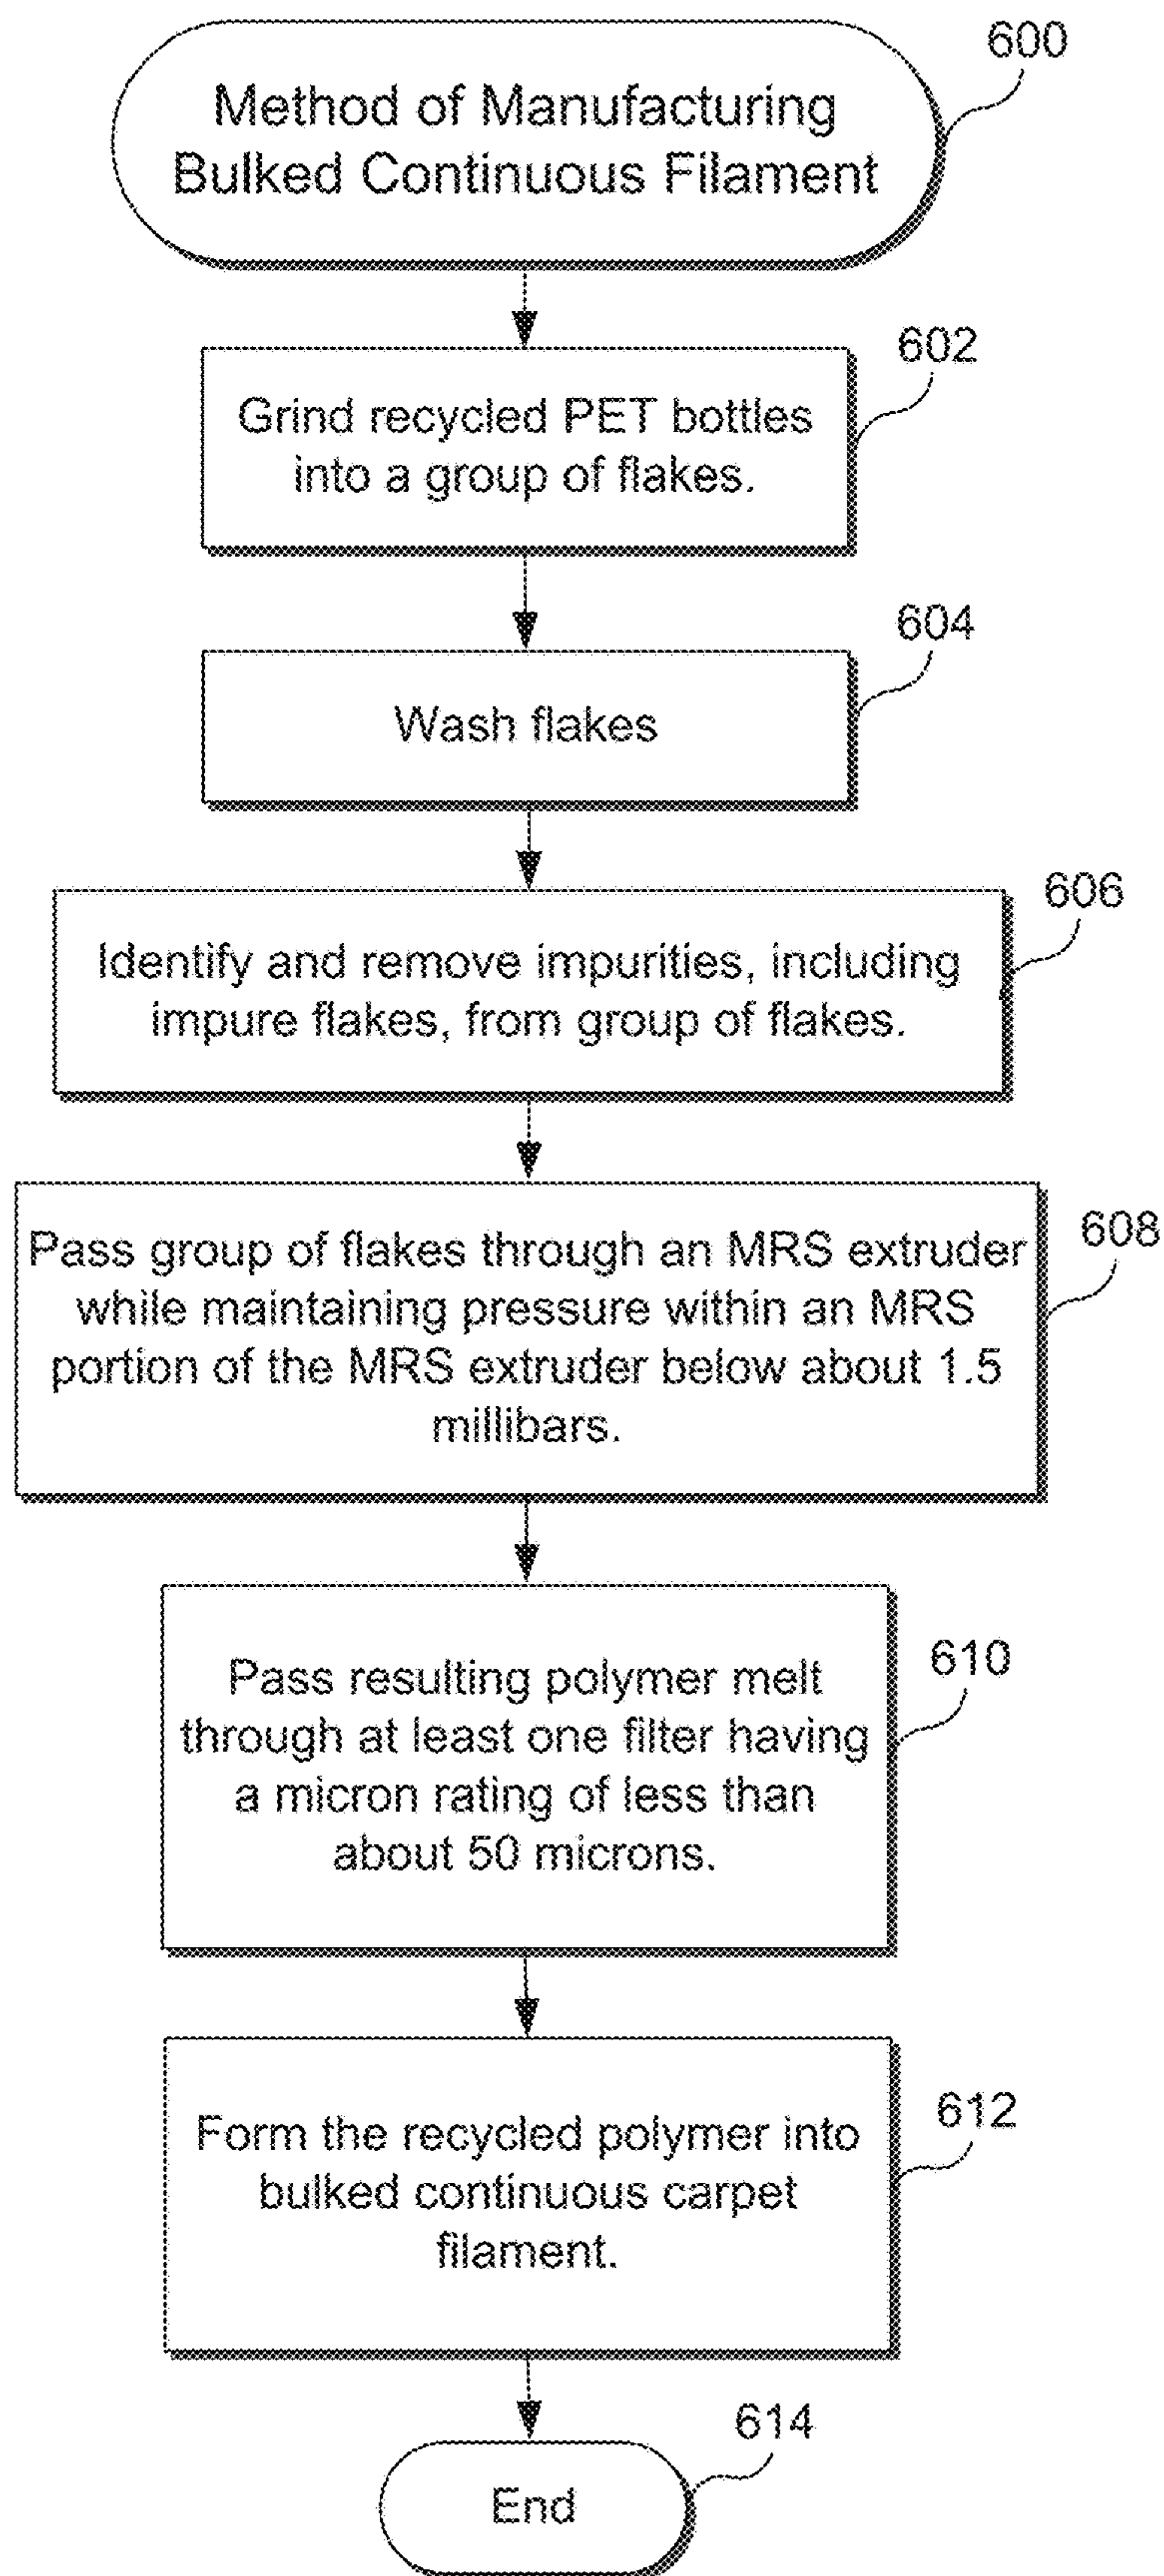 600
Method of Manufacturing
Bulked Continuous Filament
602
Grind recycled PET bottles
into a group of flakes.
604
Wash flakes
606
Identify and remove impurities, including
impure flakes, from group of flakes.
608
Pass group of flakes through an MRS extruder
while maintaining pressure within an MRS
portion of the MRS extruder below about 1.5
millibars.
610
Pass resulting polymer melt
through at least one filter having
a micron rating of less than
about 50 microns.
612
Form the recycled polymer into
bulked continuous carpet
filament.
614
End